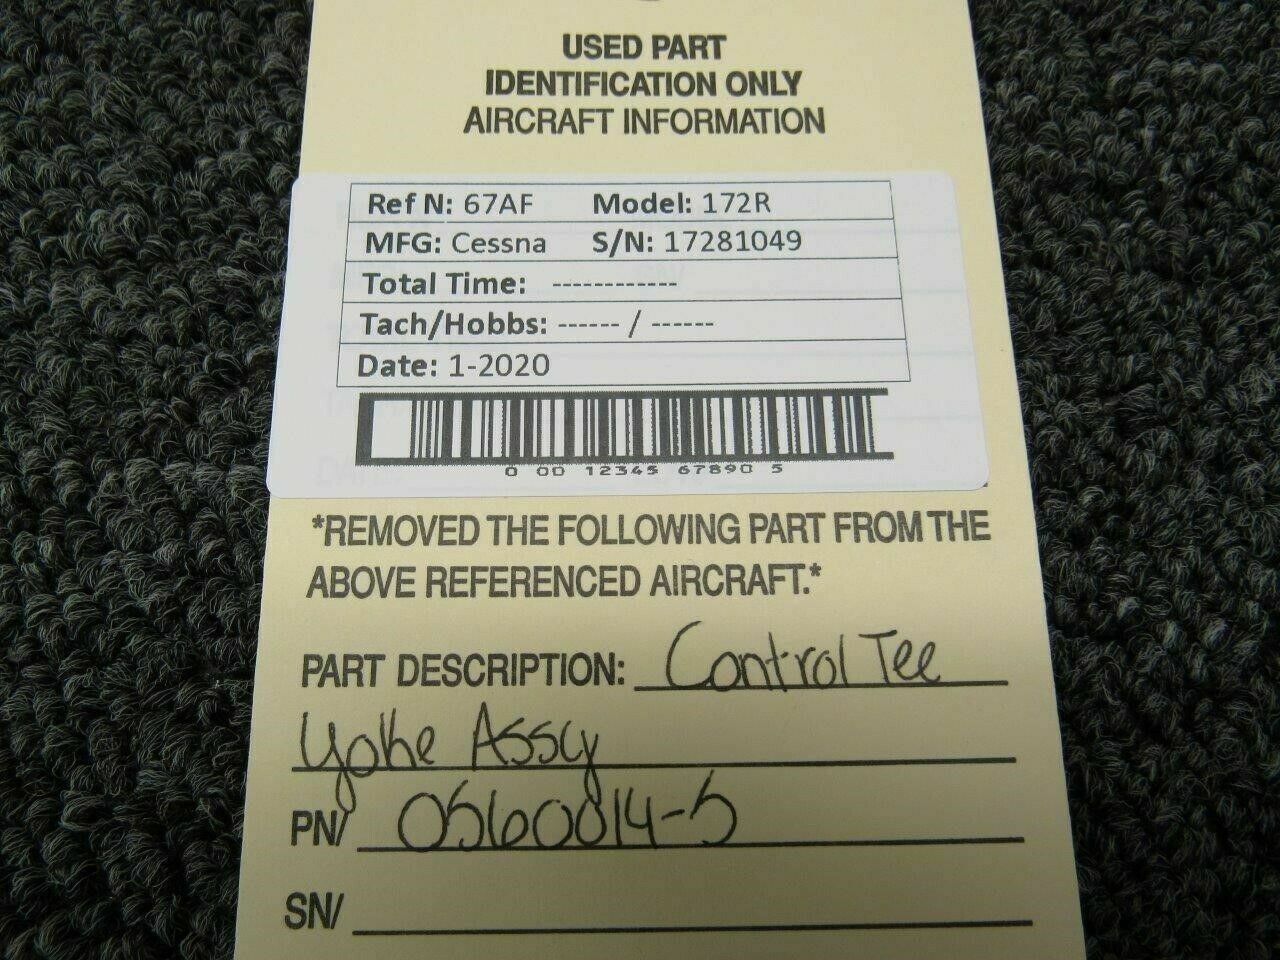 USED PART
IDENTIFICATION ONLY
AIRCRAFT INFORMATION
Ref N: 67AF Model: 172R
MFG: Cessna S/N: 17281049
Total Time: ------------
Tach/Hobbs: ------ / ------
Date: 1-2020
0 00 12345 67890 5
*REMOVED THE FOLLOWING PART FROM THE
ABOVE REFERENCED AIRCRAFT.*
PART DESCRIPTION: Control Tee
Yoke Assy
PN/ 0560014-5
SN/